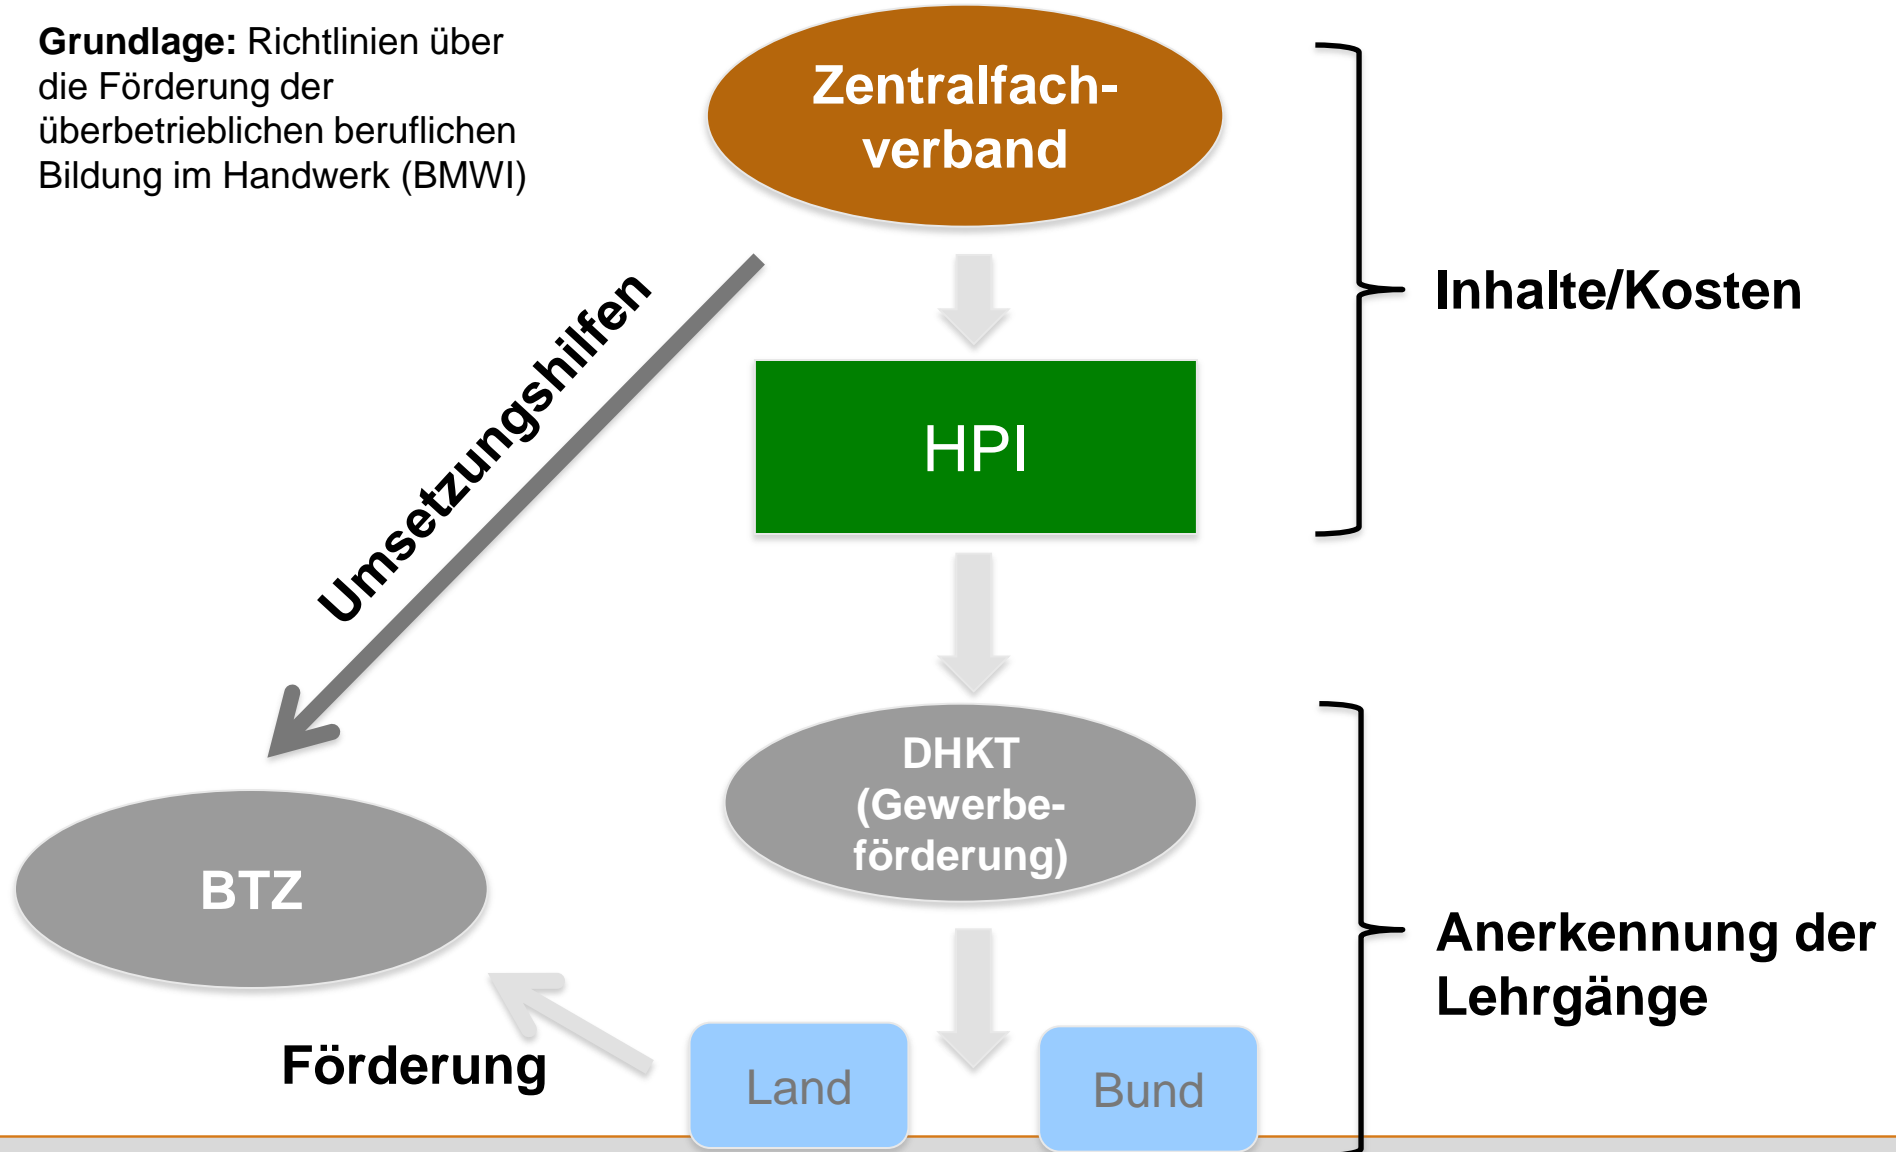 Grundlage: Richtlinien über
die Förderung der
überbetrieblichen beruflichen
Bildung im Handwerk (BMWI)
Zentralfach-
verband
Inhalte/Kosten
Umsetzungshilfen
HPI
DHKT
(Gewerbe-
förderung)
BTZ
Anerkennung der
Lehrgänge
Förderung
Land
Bund